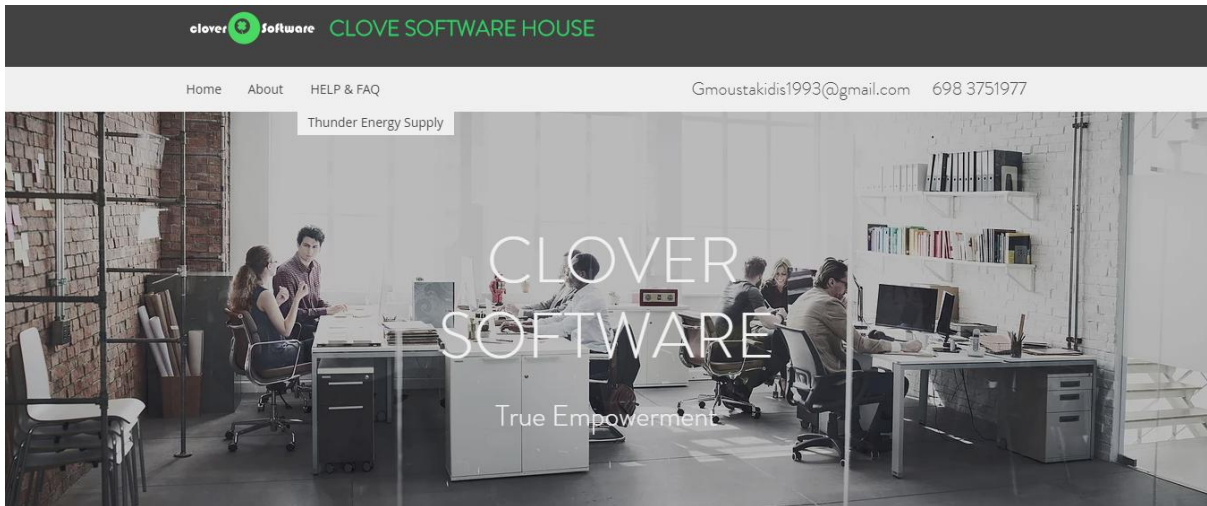 clover Software CLOVE SOFTWARE HOUSE
Home About HELP & FAQ Gmoustakidis1993@gmail.com 698 3751977
Thunder Energy Supply
CLOVER
SOFTWARE
True Empowerment